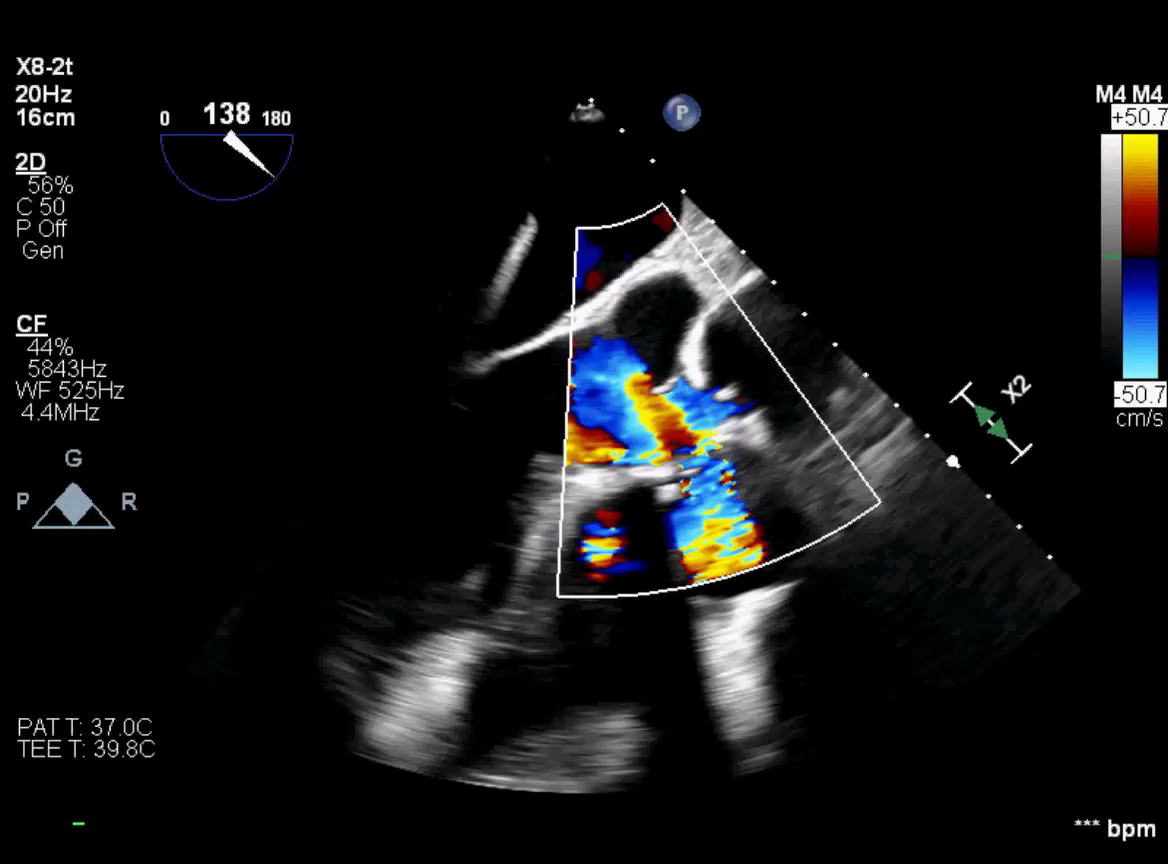 X8-2t
20Hz
16cm
0 138 180
2D
56%
C 50
P Off
Gen
CF
44%
5843Hz
WF 525Hz
4.4MHz
G
P R
PAT T: 37.0C
TEE T: 39.8C
P
M4 M4
+50.7
-50.7
cm/s
X2
*** bpm